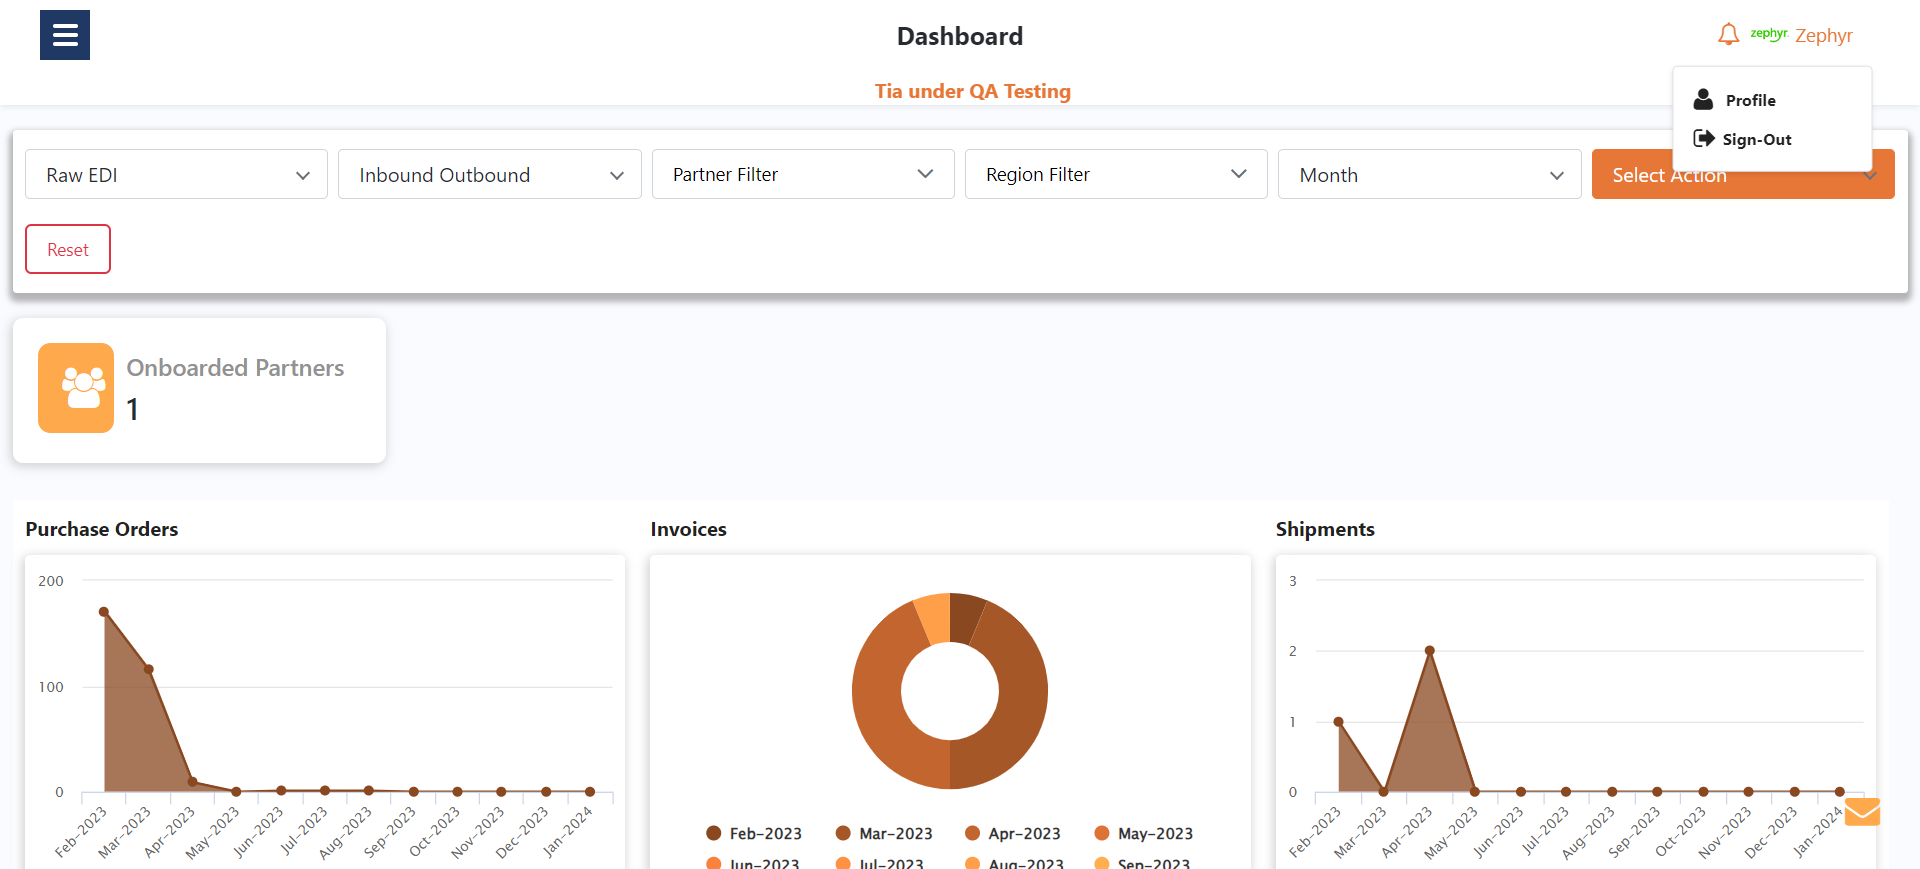 Dashboard
zephyr Zephyr
Tia under QA Testing
Profile
Sign-Out
Raw EDI
Inbound Outbound
Partner Filter
Region Filter
Month
Select Action
Reset
Onboarded Partners
1
Purchase Orders
200
100
0
Feb-2023 Mar-2023 Apr-2023 May-2023 Jun-2023 Jul-2023 Aug-2023 Sep-2023 Oct-2023 Nov-2023 Dec-2023 Jan-2024
Invoices
Feb-2023 Mar-2023 Apr-2023 May-2023
Jun-2023 Jul-2023 Aug-2023 Sep-2023
Shipments
3
2
1
0
Feb-2023 Mar-2023 Apr-2023 May-2023 Jun-2023 Jul-2023 Aug-2023 Sep-2023 Oct-2023 Nov-2023 Dec-2023 Jan-2024